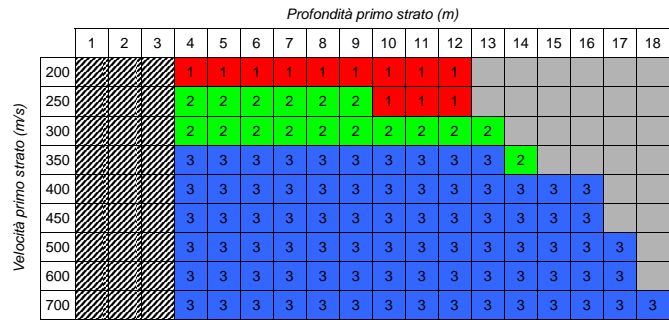 Profondità primo strato (m)
1 2 3 4 5 6 7 8 9 10 11 12 13 14 15 16 17 18
Velocità primo strato (m/s)
200 1 1 1 1 1 1 1 1 1
250 2 2 2 2 2 2 1 1 1
300 2 2 2 2 2 2 2 2 2 2
350 3 3 3 3 3 3 3 3 3 3 2
400 3 3 3 3 3 3 3 3 3 3 3 3 3
450 3 3 3 3 3 3 3 3 3 3 3 3 3
500 3 3 3 3 3 3 3 3 3 3 3 3 3 3
600 3 3 3 3 3 3 3 3 3 3 3 3 3 3
700 3 3 3 3 3 3 3 3 3 3 3 3 3 3 3